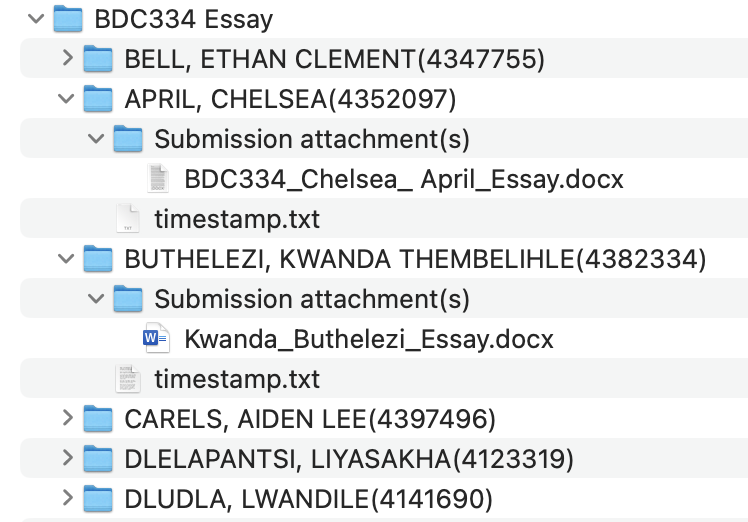 BDC334 Essay
BELL, ETHAN CLEMENT(4347755)
APRIL, CHELSEA(4352097)
Submission attachment(s)
BDC334_Chelsea_ April_Essay.docx
timestamp.txt
BUTHELEZI, KWANDA THEMBELIHLE(4382334)
Submission attachment(s)
Kwanda_Buthelezi_Essay.docx
timestamp.txt
CARELS, AIDEN LEE(4397496)
DLELAPANTSI, LIYASAKHA(4123319)
DLUDLA, LWANDILE(4141690)